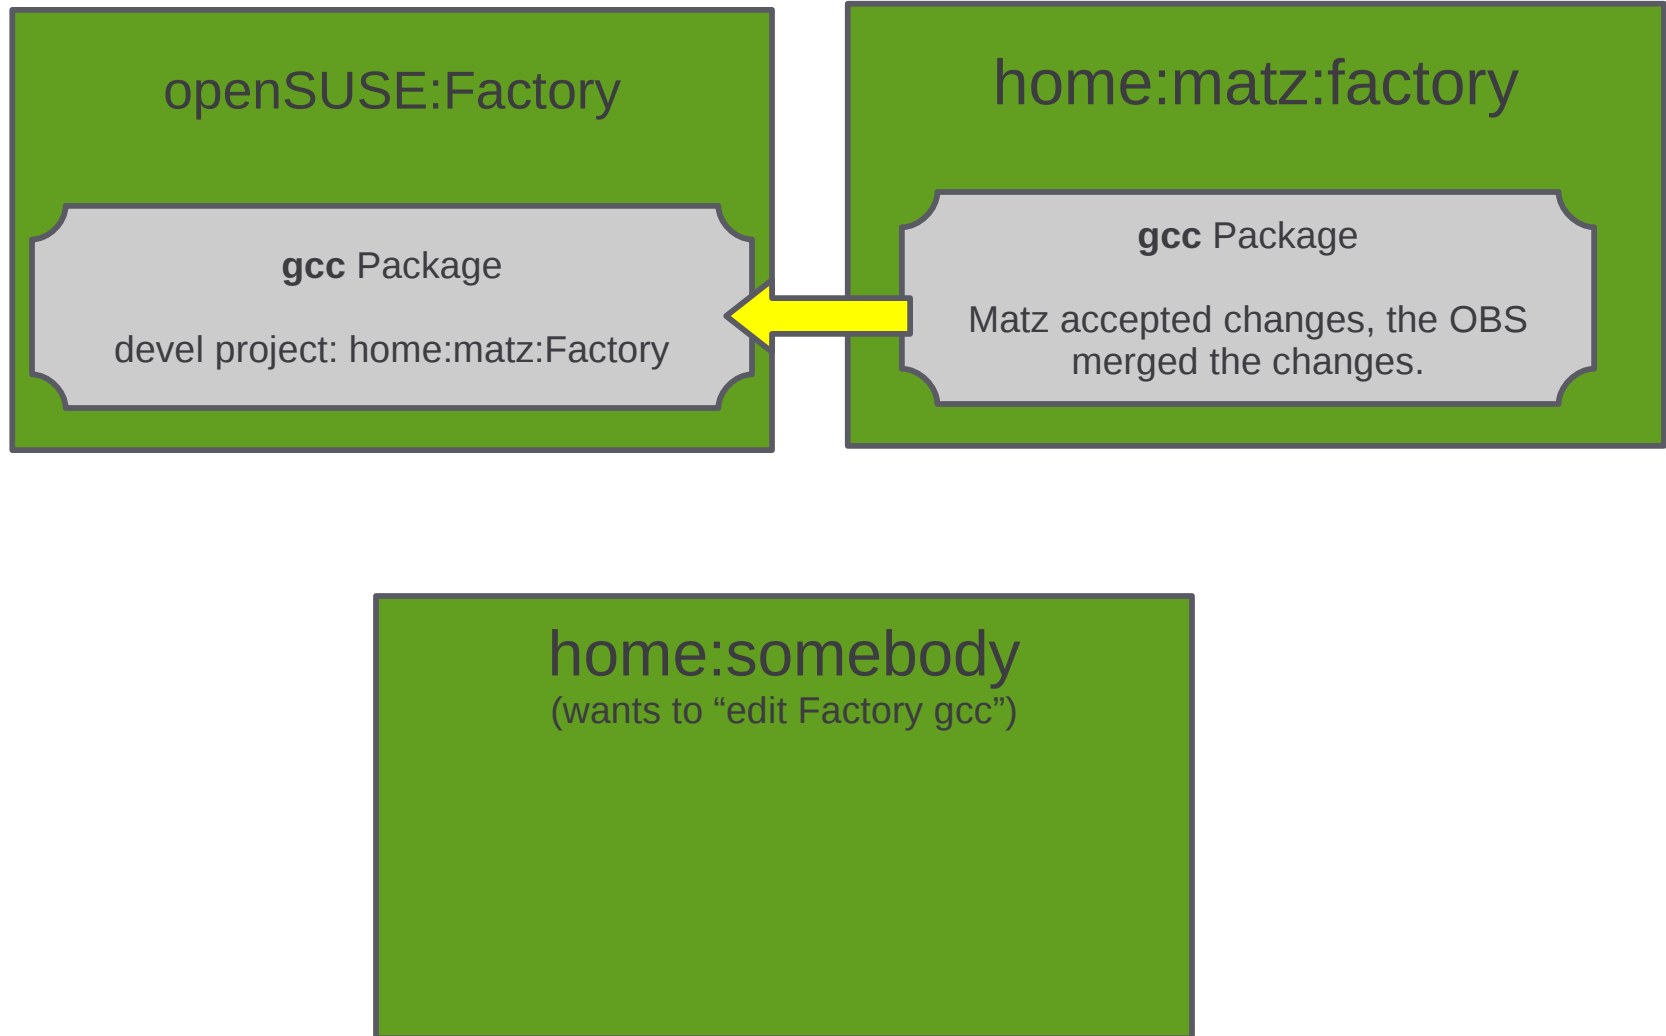 openSUSE:Factory
gcc Package
devel project: home:matz:Factory
home:matz:factory
gcc Package
Matz accepted changes, the OBS
merged the changes.
home:somebody
(wants to “edit Factory gcc”)